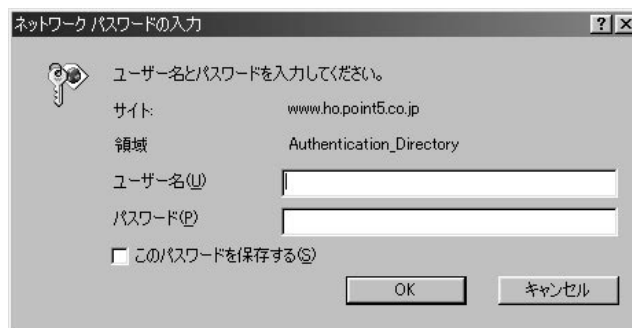 ネットワーク パスワードの入力
ユーザー名とパスワードを入力してください。
サイト: www.ho.point5.co.jp
領域 Authentication_Directory
ユーザー名(U)
パスワード(P)
このパスワードを保存する(S)
OK キャンセル